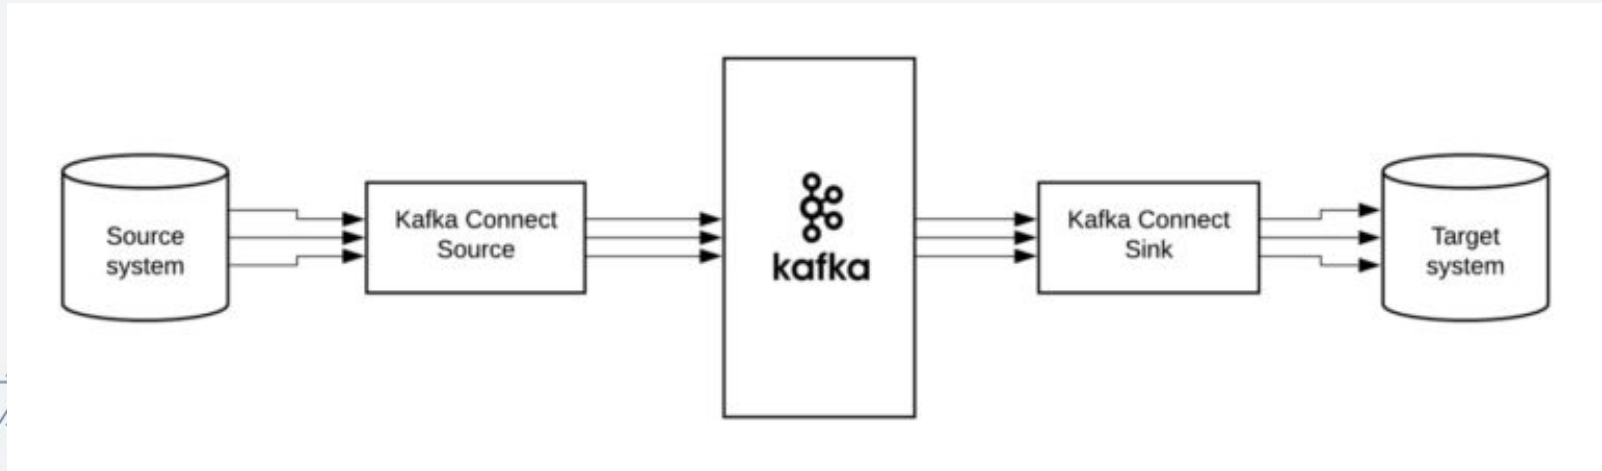 Source
system
Kafka Connect
Source
kafka
Kafka Connect
Sink
Target
system